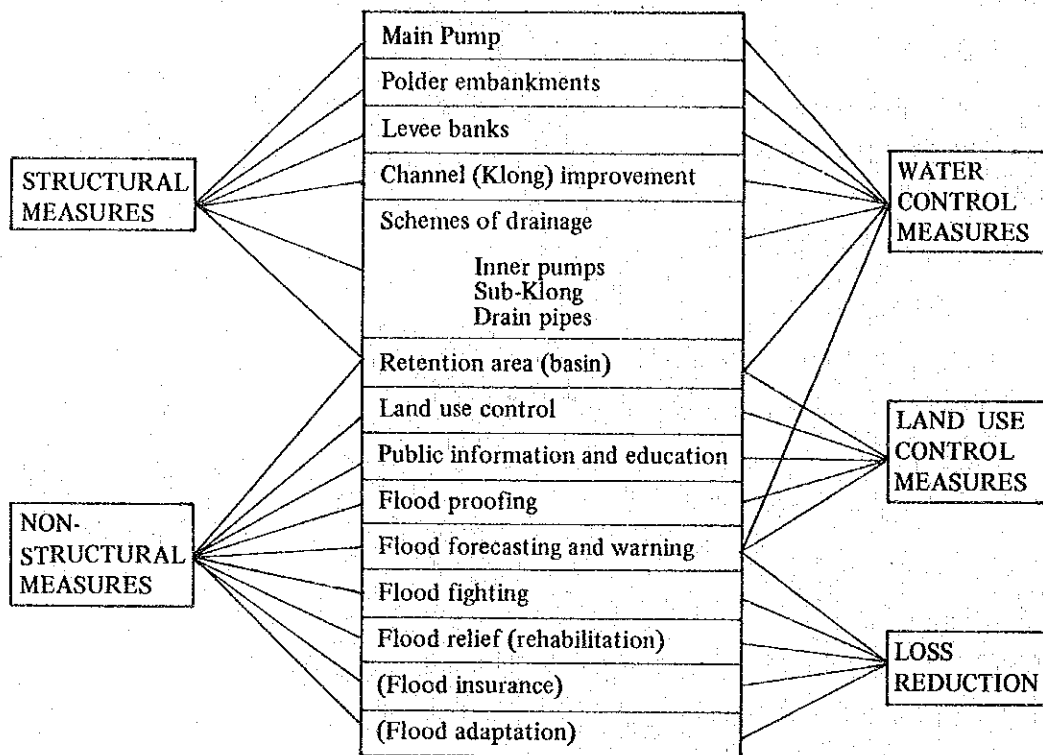 STRUCTURAL
MEASURES
NON-
STRUCTURAL
MEASURES
Main Pump
Polder embankments
Levee banks
Channel (Klong) improvement
Schemes of drainage
Inner pumps
Sub-Klong
Drain pipes
Retention area (basin)
Land use control
Public information and education
Flood proofing
Flood forecasting and warning
Flood fighting
Flood relief (rehabilitation)
(Flood insurance)
(Flood adaptation)
WATER
CONTROL
MEASURES
LAND USE
CONTROL
MEASURES
LOSS
REDUCTION